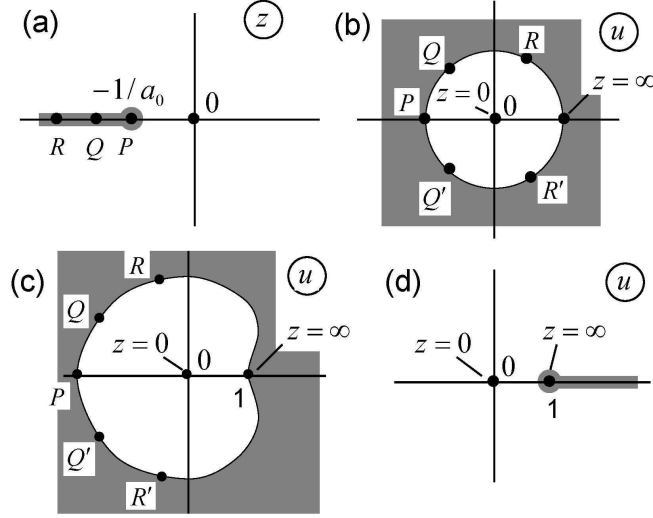 (a)
z
−1/a₀
0
R Q P
(b)
u
Q
R
P
z = 0
0
z = ∞
Q′
R′
(c)
u
R
Q
z = 0
0
z = ∞
P
1
Q′
R′
(d)
u
z = 0
0
z = ∞
1